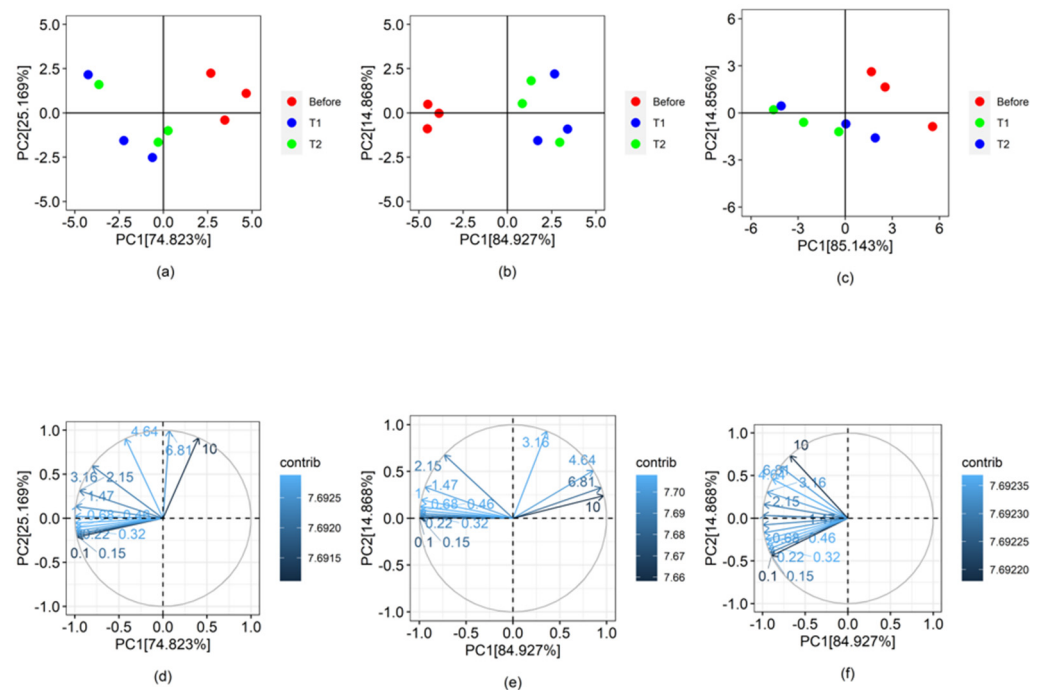 5.0
2.5
0.0
-2.5
-5.0
PC2[25.169%]
-5.0 -2.5 0.0 2.5 5.0
PC1[74.823%]
Before
T1
T2
(a)
5.0
2.5
0.0
-2.5
-5.0
PC2[14.868%]
-5.0 -2.5 0.0 2.5 5.0
PC1[84.927%]
Before
T1
T2
(b)
6
3
0
-3
-6
PC2[14.856%]
-6 -3 0 3 6
PC1[85.143%]
Before
T1
T2
(c)
1.0
0.5
0.0
-0.5
-1.0
PC2[25.169%]
4.64
6.81
10
3.16 2.15
1.47
0.22 0.32
0.1 0.15
-1.0 -0.5 0.0 0.5 1.0
PC1[74.823%]
contrib
7.6925
7.6920
7.6915
(d)
1.0
0.5
0.0
-0.5
-1.0
PC2[14.868%]
3.16
2.15
4.64
1.47
6.81
1
0.68 0.46
10
0.22 0.32
0.1 0.15
-1.0 -0.5 0.0 0.5 1.0
PC1[84.927%]
contrib
7.70
7.69
7.68
7.67
7.66
(e)
1.0
0.5
0.0
-0.5
-1.0
PC2[14.868%]
10
6.81
3.16
2.15
0.68 0.46
0.22 0.32
0.1 0.15
-1.0 -0.5 0.0 0.5 1.0
PC1[84.927%]
contrib
7.69235
7.69230
7.69225
7.69220
(f)